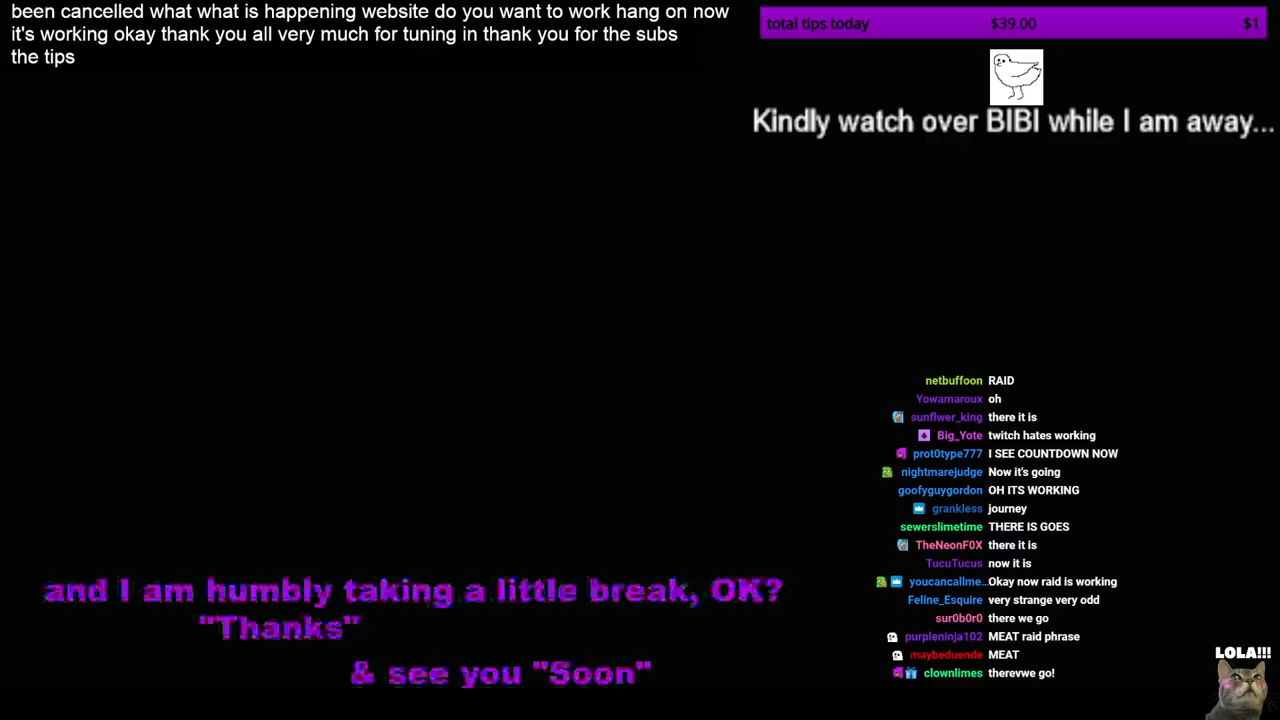 been cancelled what what is happening website do you want to work hang on now
it's working okay thank you all very much for tuning in thank you for the subs
the tips
total tips today $39.00 $1
Kindly watch over BIBI while I am away...
netbuffoon RAID
Yowamaroux oh
sunflwer_king there it is
Big_Yote twitch hates working
prot0type777 I SEE COUNTDOWN NOW
nightmarejudge Now it's going
goofyguygordon OH ITS WORKING
grankless journey
sewerslimetime THERE IS GOES
TheNeonF0X there it is
TucuTucus now it is
youcancallme... Okay now raid is working
Feline_Esquire very strange very odd
sur0b0r0 there we go
purpleninja102 MEAT raid phrase
maybeduende MEAT
clownlimes therevwe go!
and I am humbly taking a little break, OK?
"Thanks"
& see you "Soon"
LOLA!!!